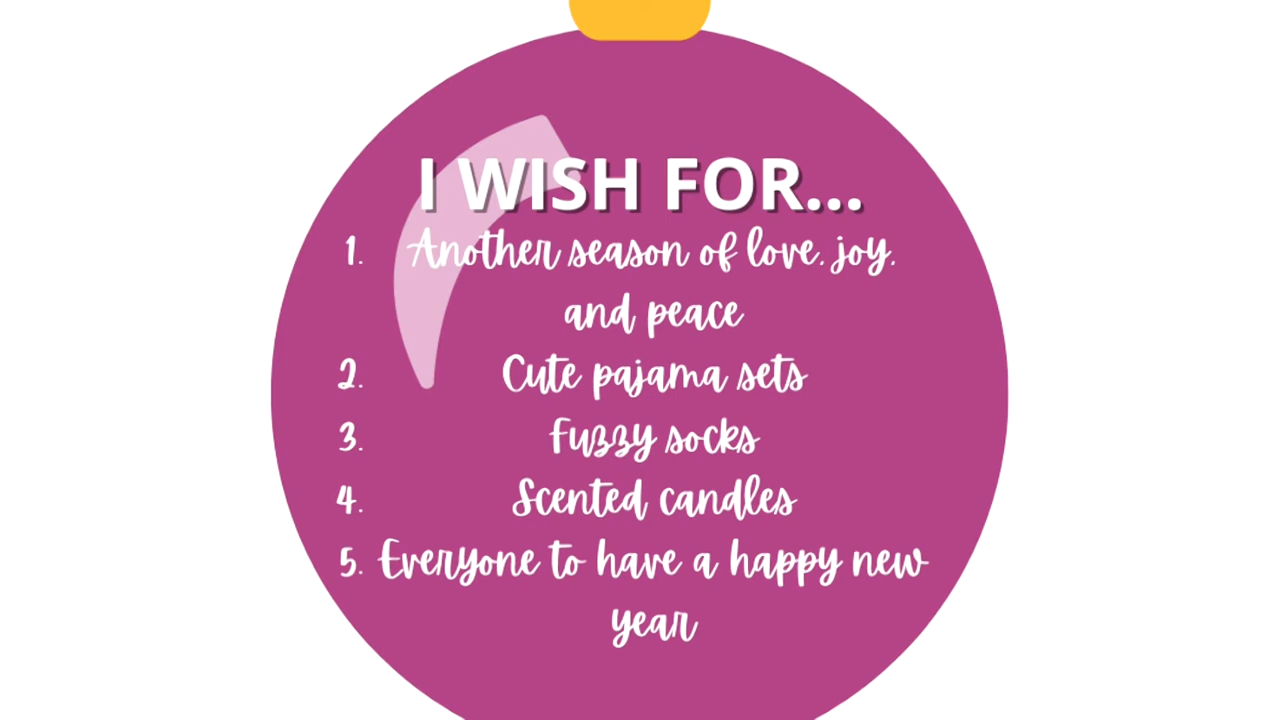 I WISH FOR...
1. Another season of love, joy,
and peace
2. Cute pajama sets
3. Fuzzy socks
4. Scented candles
5. Everyone to have a happy new
year